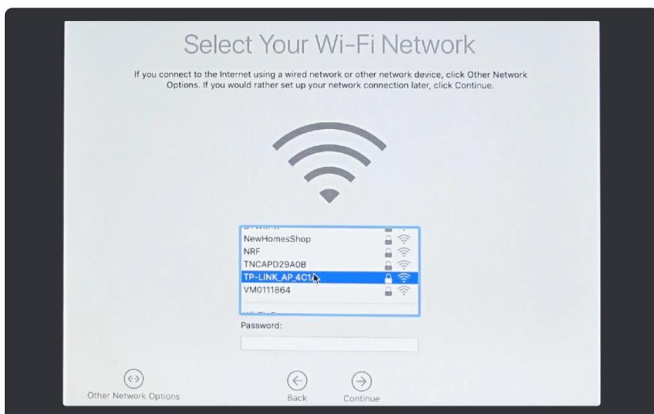 Select Your Wi-Fi Network
If you connect to the Internet using a wired network or other network device, click Other Network
Options. If you would rather set up your network connection later, click Continue.
NewHomesShop
NRF
TNCAPD29A0B
TP-LINK_AP_4C1
VM0111864
Password:
Other Network Options
Back
Continue